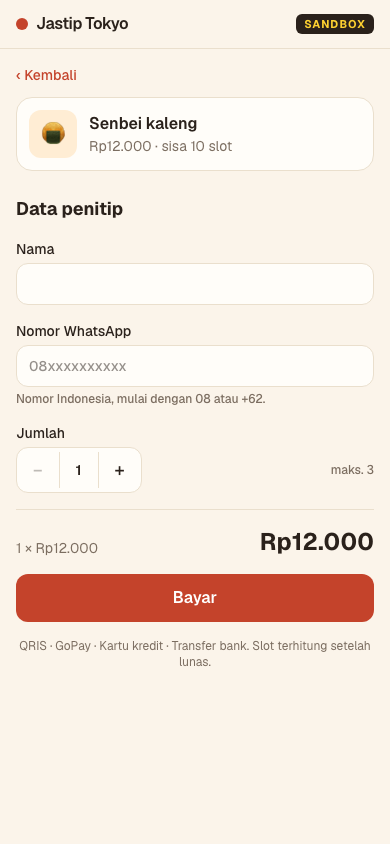 Jastip Tokyo
SANDBOX
‹ Kembali
Senbei kaleng
Rp12.000 · sisa 10 slot
Data penitip
Nama
Nomor WhatsApp
08xxxxxxxxxx
Nomor Indonesia, mulai dengan 08 atau +62.
Jumlah
− 1 +
maks. 3
1 × Rp12.000
Rp12.000
Bayar
QRIS · GoPay · Kartu kredit · Transfer bank. Slot terhitung setelah
lunas.